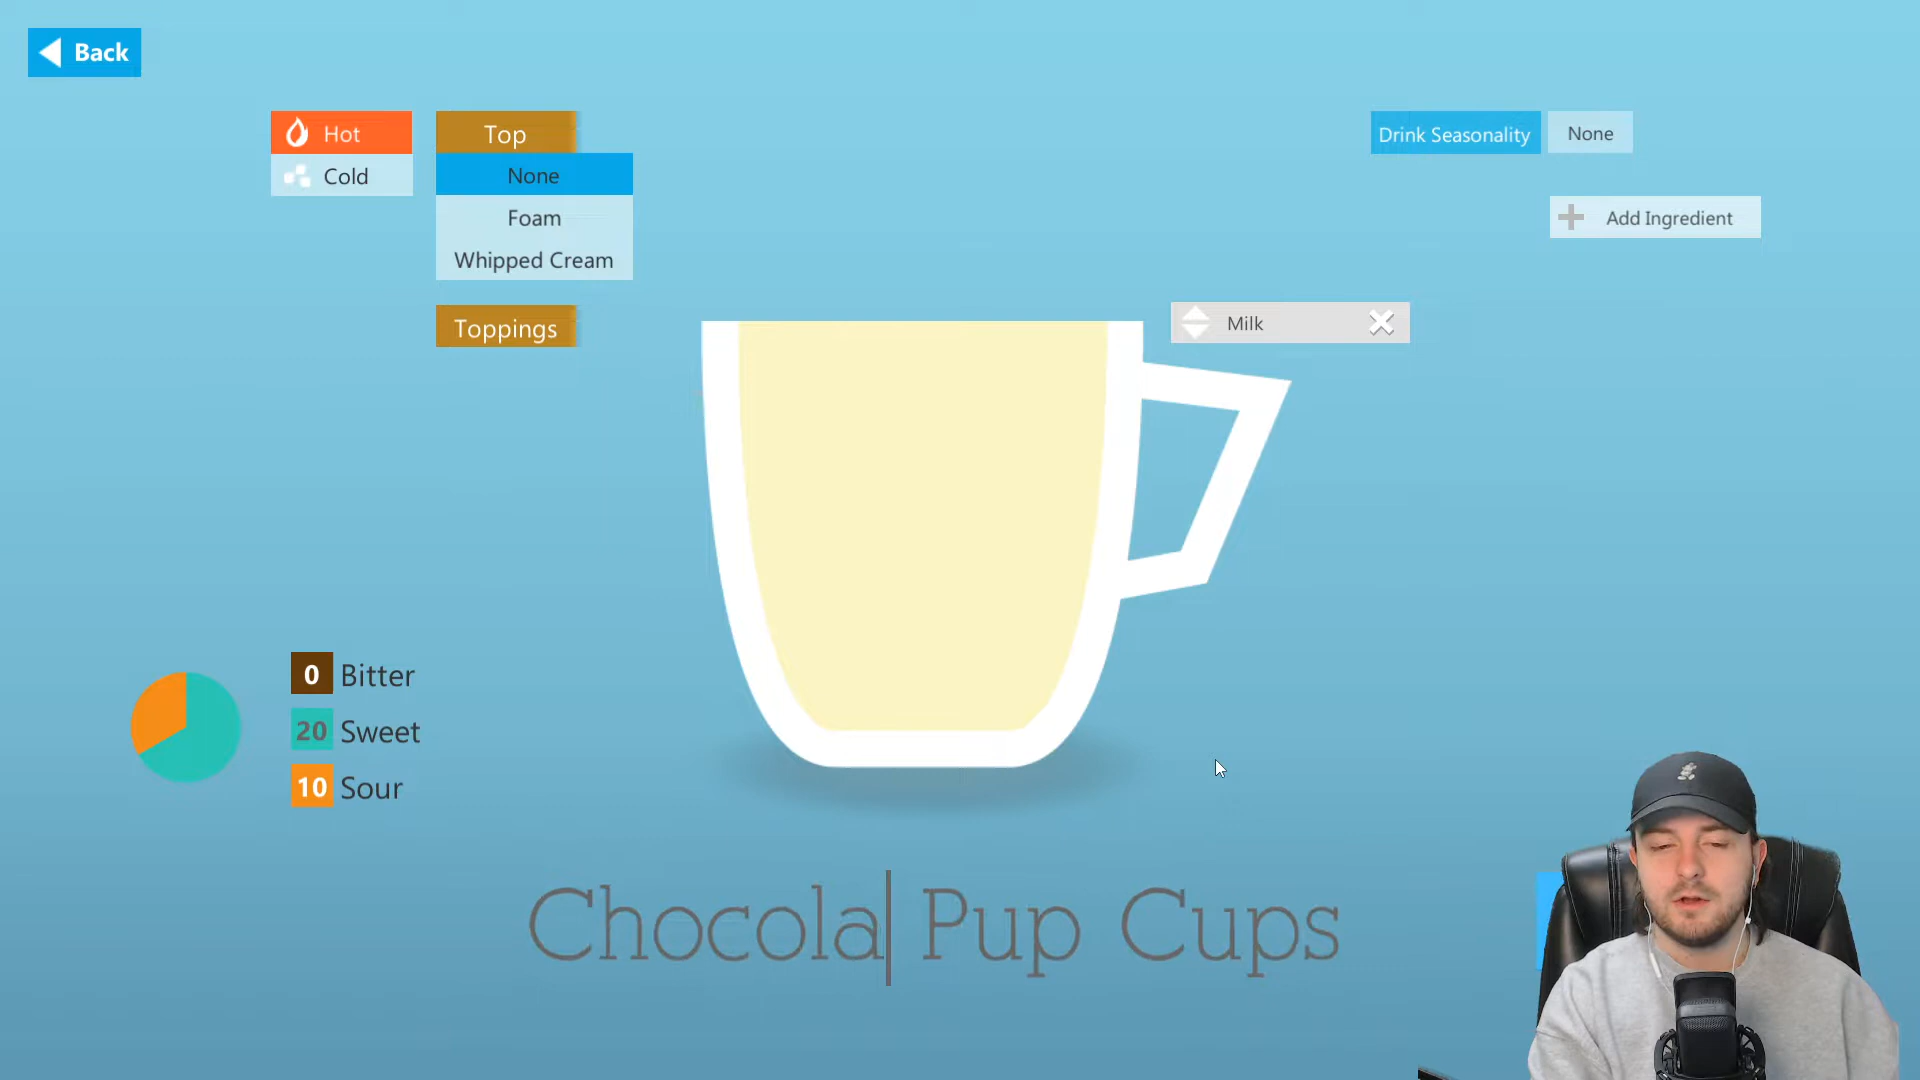 Back
Hot
Cold
Top
None
Foam
Whipped Cream
Toppings
Drink Seasonality
None
Add Ingredient
Milk
0 Bitter
20 Sweet
10 Sour
Chocola Pup Cups